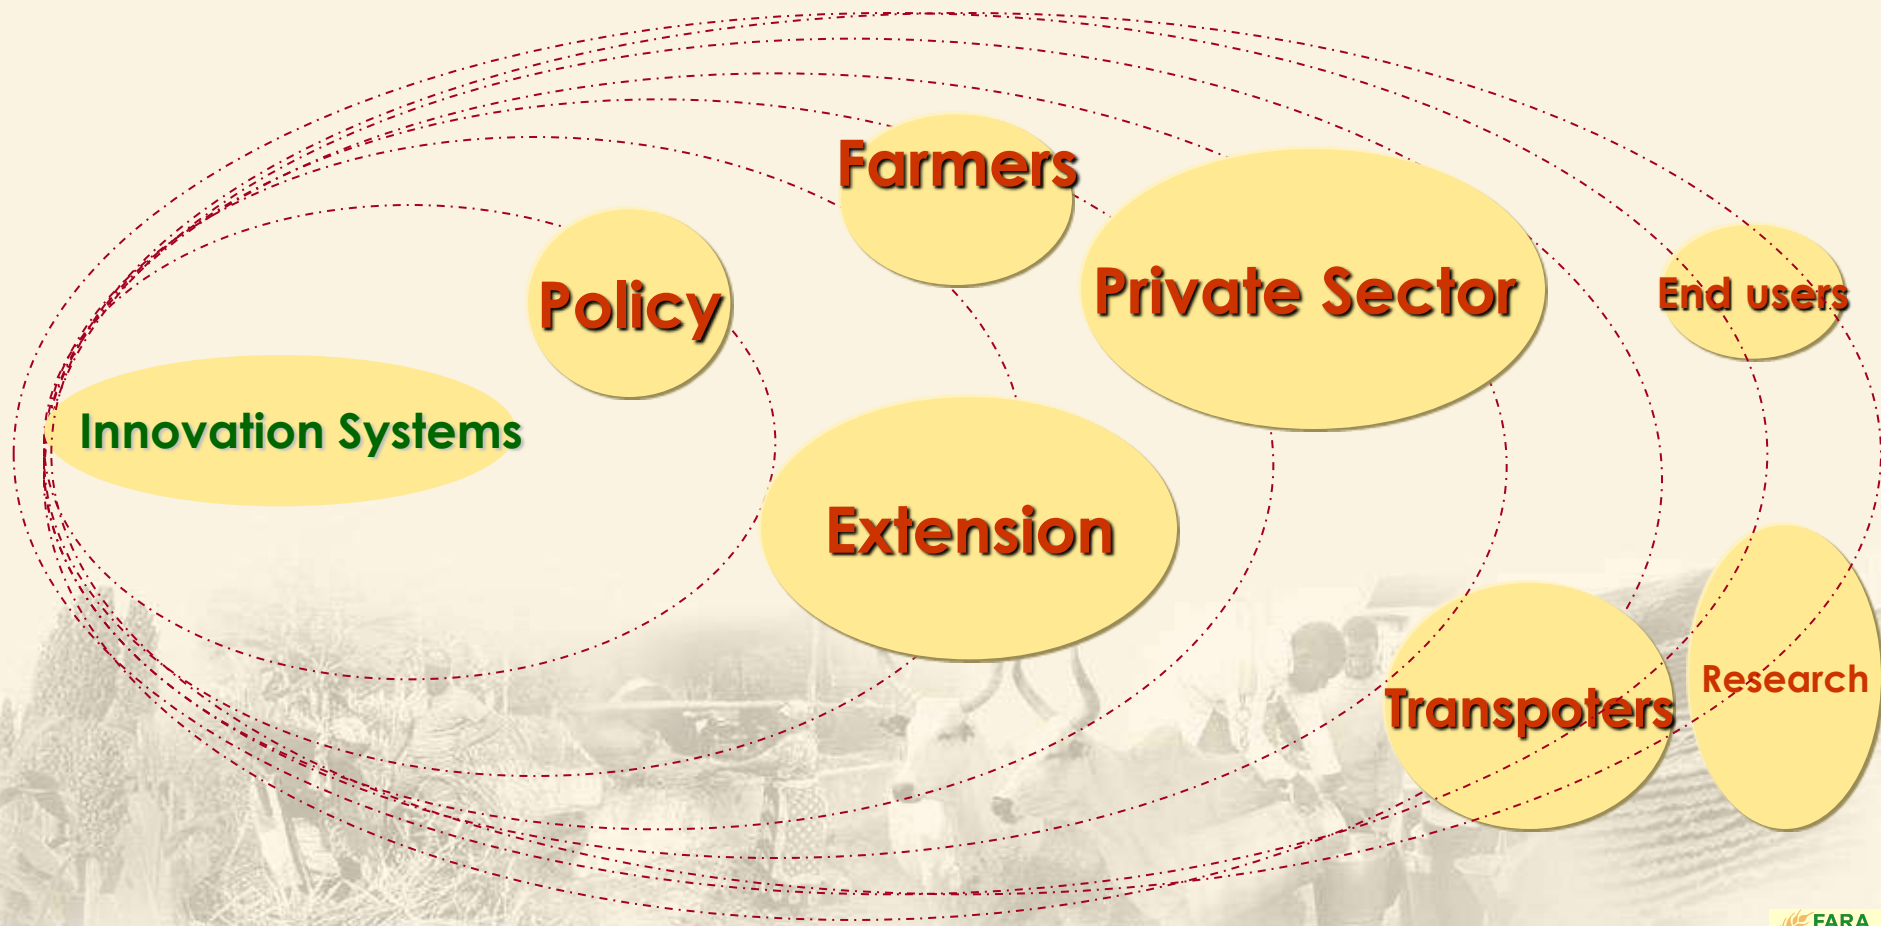 Farmers
Private Sector
Policy
End users
Innovation Systems
Extension
Transpoters
Research
FARA